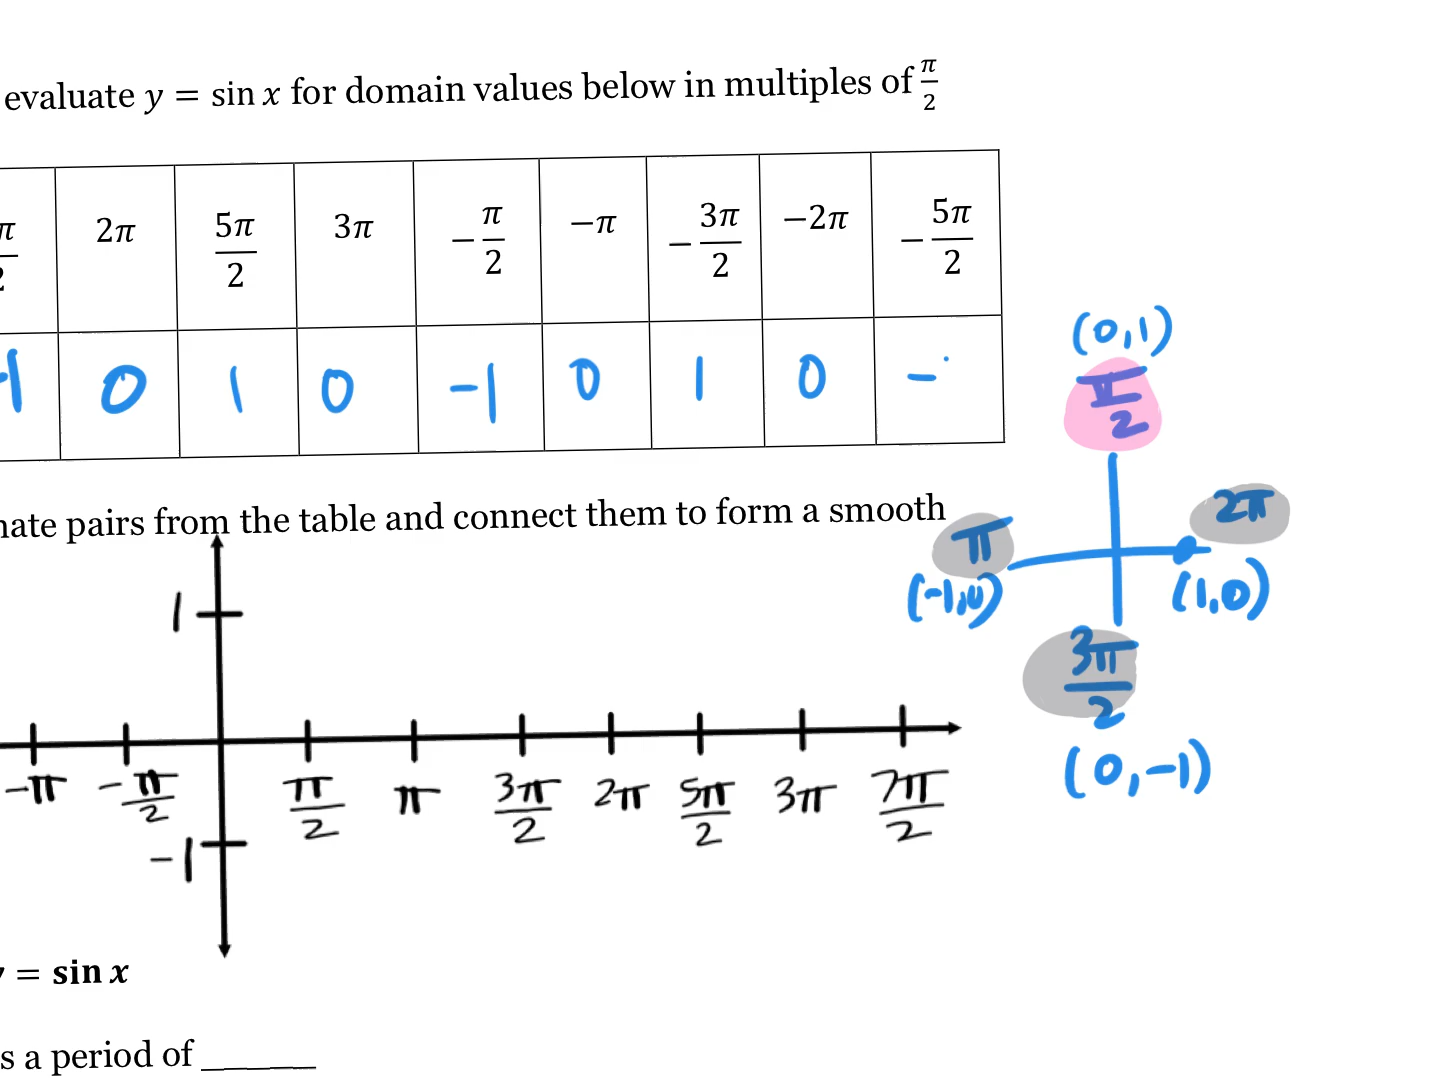 evaluate y = sin x for domain values below in multiples of π/2
π/2 2π 5π/2 3π −π/2 −π −3π/2 −2π −5π/2
-1 0 1 0 -1 0 1 0 -
(0,1)
π/2
nate pairs from the table and connect them to form a smooth
π 2π
(-1,0) (1,0)
3π/2
(0,-1)
1
-π -π/2 π/2 π 3π/2 2π 5π/2 3π 7π/2
-1
y = sin x
s a period of ______